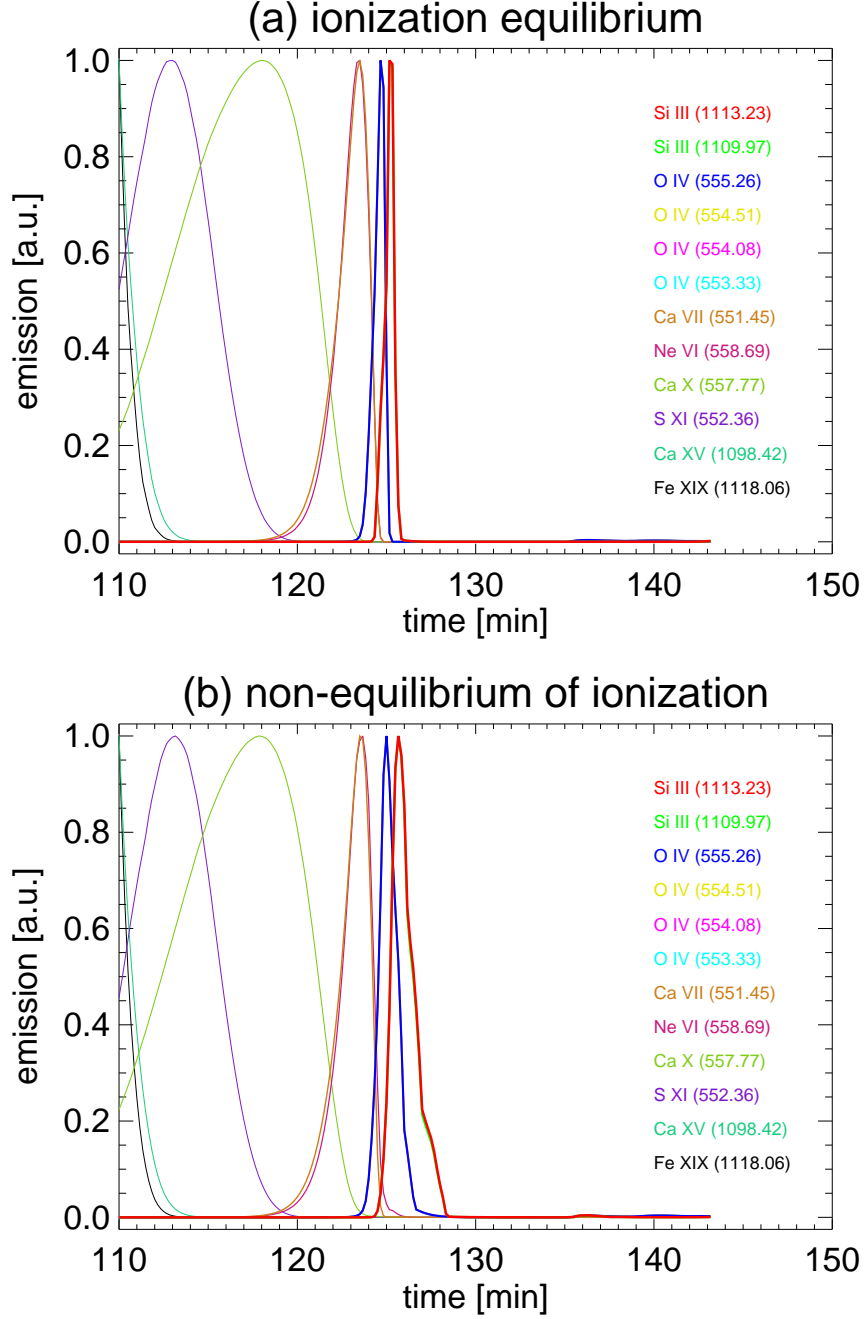 (a) ionization equilibrium
1.0
0.8
0.6
0.4
0.2
0.0
emission [a.u.]
Si III (1113.23)
Si III (1109.97)
O IV (555.26)
O IV (554.51)
O IV (554.08)
O IV (553.33)
Ca VII (551.45)
Ne VI (558.69)
Ca X (557.77)
S XI (552.36)
Ca XV (1098.42)
Fe XIX (1118.06)
110 120 130 140 150
time [min]
(b) non-equilibrium of ionization
1.0
0.8
0.6
0.4
0.2
0.0
emission [a.u.]
Si III (1113.23)
Si III (1109.97)
O IV (555.26)
O IV (554.51)
O IV (554.08)
O IV (553.33)
Ca VII (551.45)
Ne VI (558.69)
Ca X (557.77)
S XI (552.36)
Ca XV (1098.42)
Fe XIX (1118.06)
110 120 130 140 150
time [min]